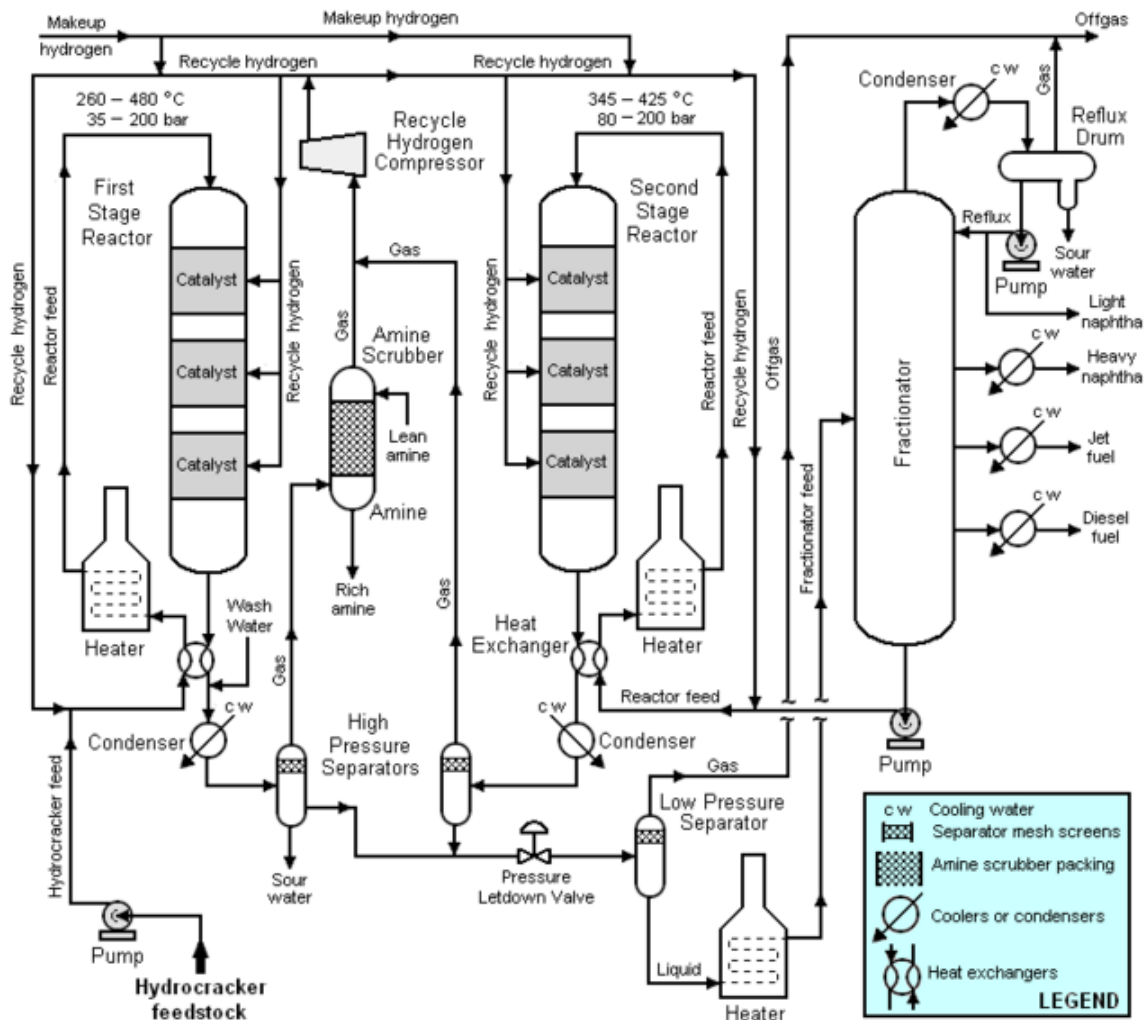 Makeup
hydrogen
Makeup hydrogen
Offgas
Recycle hydrogen
Recycle hydrogen
Condenser
c w
Gas
Reflux
Drum
260 – 480 °C
35 – 200 bar
Recycle
Hydrogen
Compressor
345 – 425 °C
80 – 200 bar
First
Stage
Reactor
Second
Stage
Reactor
Gas
Reflux
Pump
Sour
water
Light
naphtha
Catalyst
Catalyst
Catalyst
Catalyst
Catalyst
Catalyst
Recycle hydrogen
Reactor feed
Recycle hydrogen
Gas
Amine
Scrubber
Lean
amine
Amine
Rich
amine
Recycle hydrogen
Reactor feed
Recycle hydrogen
Offgas
Fractionator feed
Fractionator
c w
Heavy
naphtha
c w
Jet
fuel
c w
Diesel
fuel
Heater
Wash
Water
Gas
Gas
Heat
Exchanger
Heater
Reactor feed
Pump
Condenser
c w
High
Pressure
Separators
c w
Condenser
Gas
Low Pressure
Separator
Hydrocracker feed
Sour
water
Pressure
Letdown Valve
Pump
Hydrocracker
feedstock
Liquid
Heater
c w
Cooling water
Separator mesh screens
Amine scrubber packing
Coolers or condensers
Heat exchangers
LEGEND